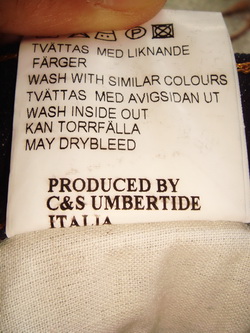 TVÄTTAS MED LIKNANDE
FÄRGER
WASH WITH SIMILAR COLOURS
TVÄTTAS MED AVIGSIDAN UT
WASH INSIDE OUT
KAN TORRFÄLLA
MAY DRYBLEED
PRODUCED BY
C&S UMBERTIDE
ITALIA